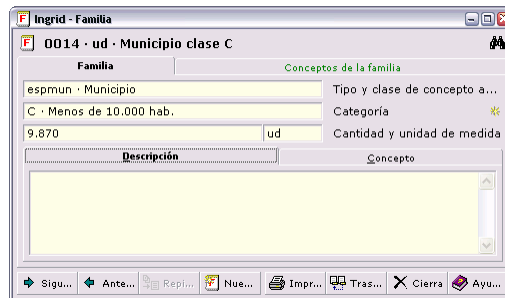 F Ingrid - Familia
F 0014 · ud · Municipio clase C
Familia Conceptos de la familia
espmun · Municipio Tipo y clase de concepto a...
C · Menos de 10.000 hab. Categoría
9.870 ud Cantidad y unidad de medida
Descripción Concepto
Sigu... Ante... Repi... Nue... Impr... Tras... Cierra Ayu...